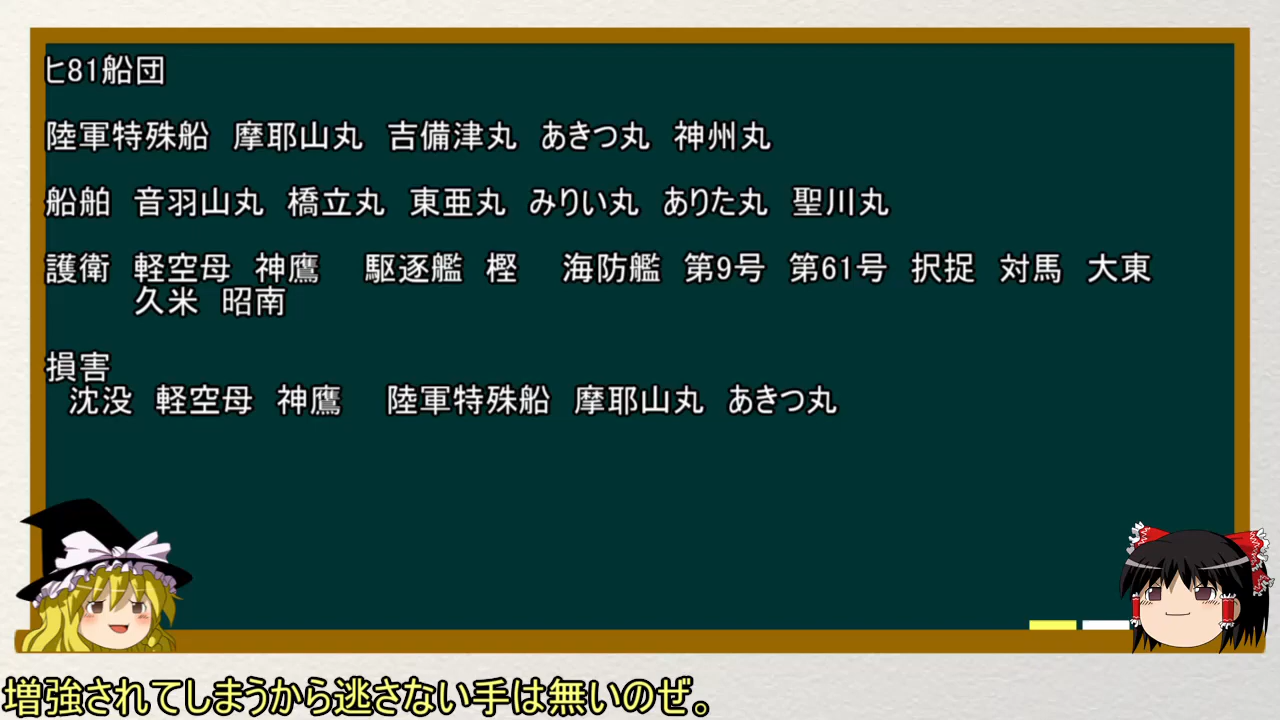 ヒ81船団
陸軍特殊船 摩耶山丸 吉備津丸 あきつ丸 神州丸
船舶 音羽山丸 橋立丸 東亜丸 みりい丸 ありた丸 聖川丸
護衛 軽空母 神鷹 駆逐艦 樫 海防艦 第9号 第61号 択捉 対馬 大東
久米 昭南
損害
沈没 軽空母 神鷹 陸軍特殊船 摩耶山丸 あきつ丸
増強されてしまうから逃さない手は無いのぜ。